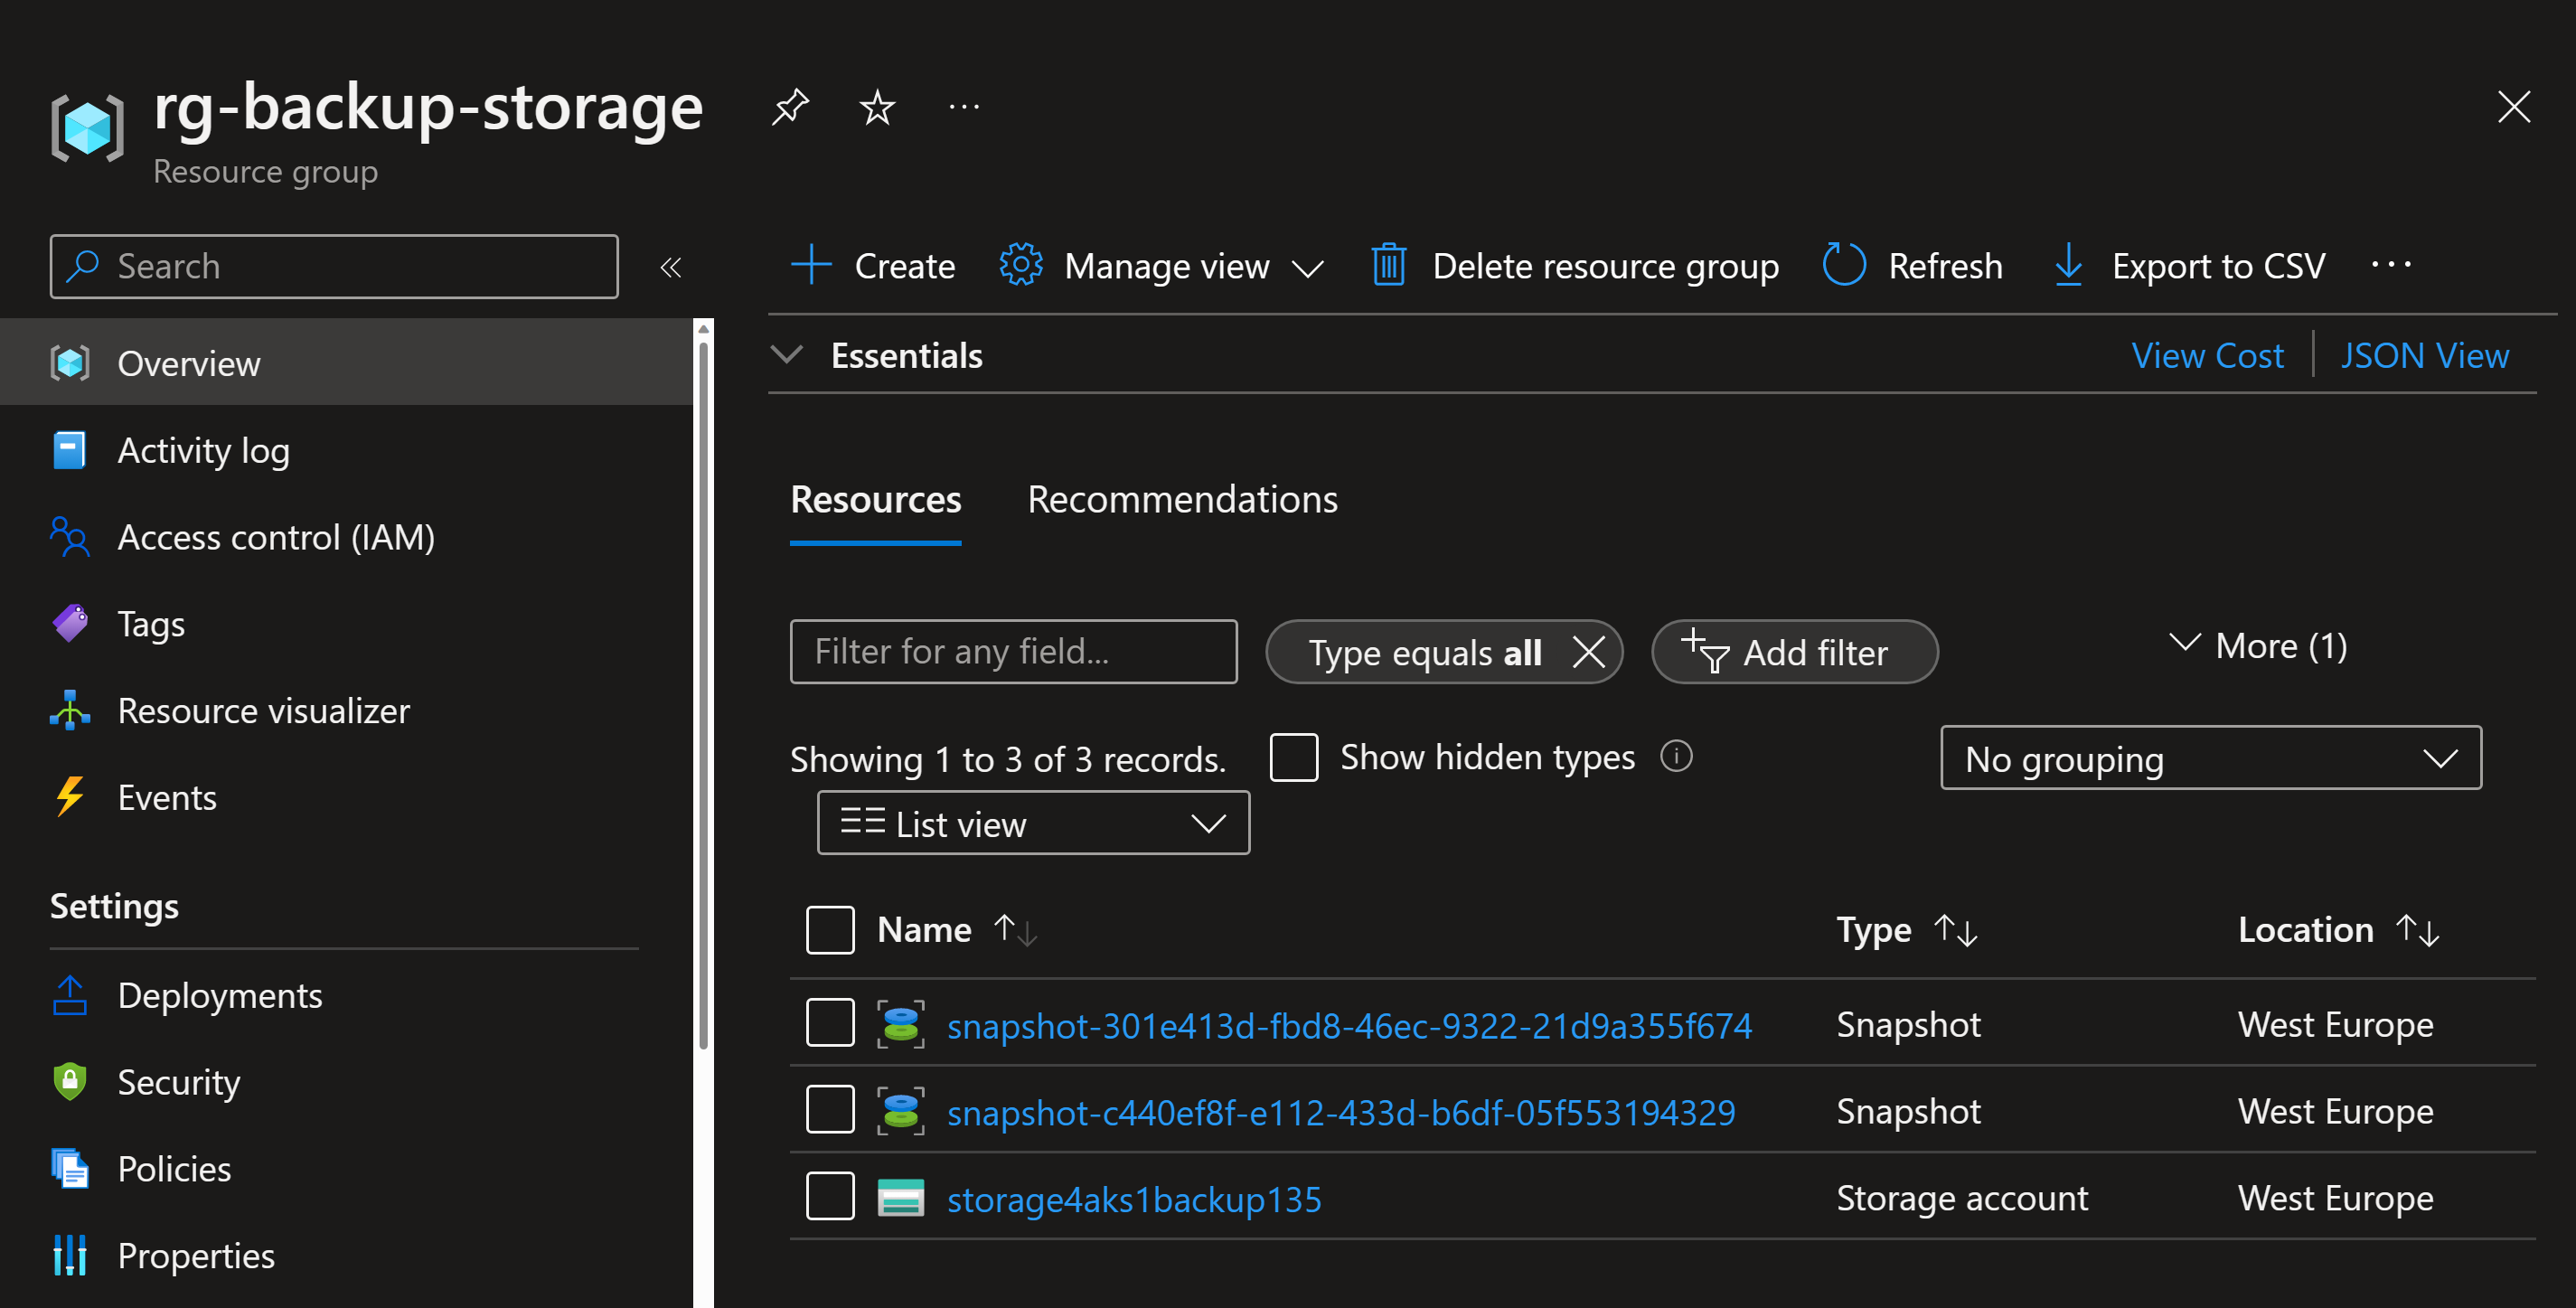 rg-backup-storage
Resource group
Search
Create Manage view Delete resource group Refresh Export to CSV
Overview
Activity log
Access control (IAM)
Tags
Resource visualizer
Events
Settings
Deployments
Security
Policies
Properties
Essentials View Cost JSON View
Resources Recommendations
Filter for any field... Type equals all Add filter More (1)
Showing 1 to 3 of 3 records. Show hidden types No grouping
List view
Name Type Location
snapshot-301e413d-fbd8-46ec-9322-21d9a355f674 Snapshot West Europe
snapshot-c440ef8f-e112-433d-b6df-05f553194329 Snapshot West Europe
storage4aks1backup135 Storage account West Europe